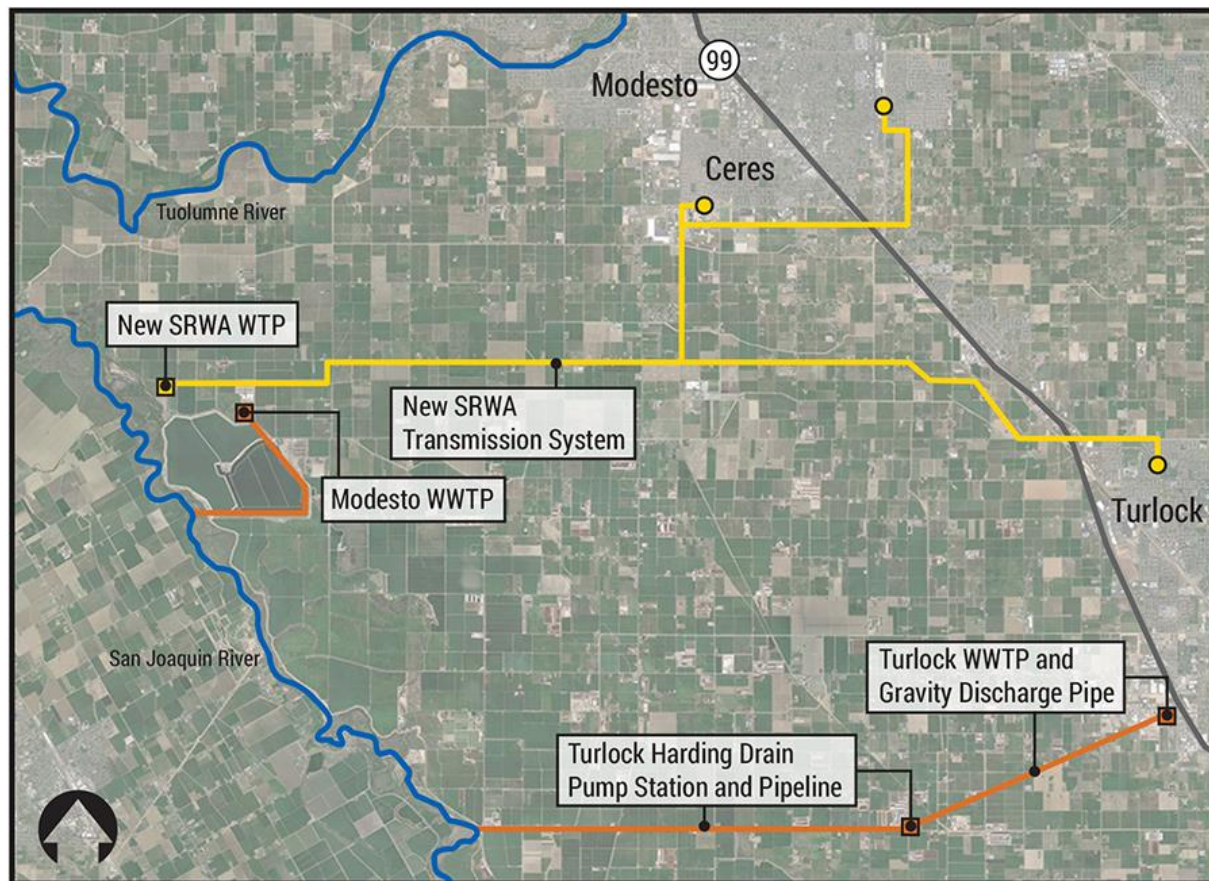 99
Modesto
Ceres
Tuolumne River
New SRWA WTP
New SRWA
Transmission System
Modesto WWTP
Turlock
San Joaquin River
Turlock WWTP and
Gravity Discharge Pipe
Turlock Harding Drain
Pump Station and Pipeline